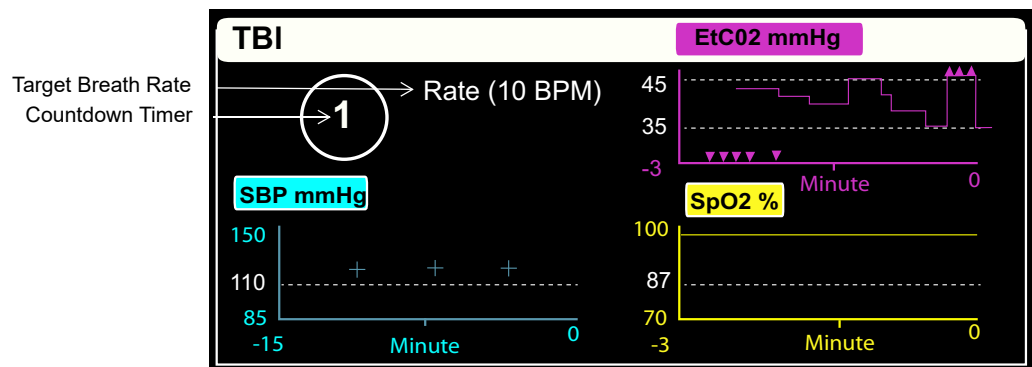 TBI
EtC02 mmHg
Target Breath Rate
Rate (10 BPM)
Countdown Timer
1
45
35
-3
Minute
0
SBP mmHg
150
110
85
-15
Minute
0
SpO2 %
100
87
70
-3
Minute
0